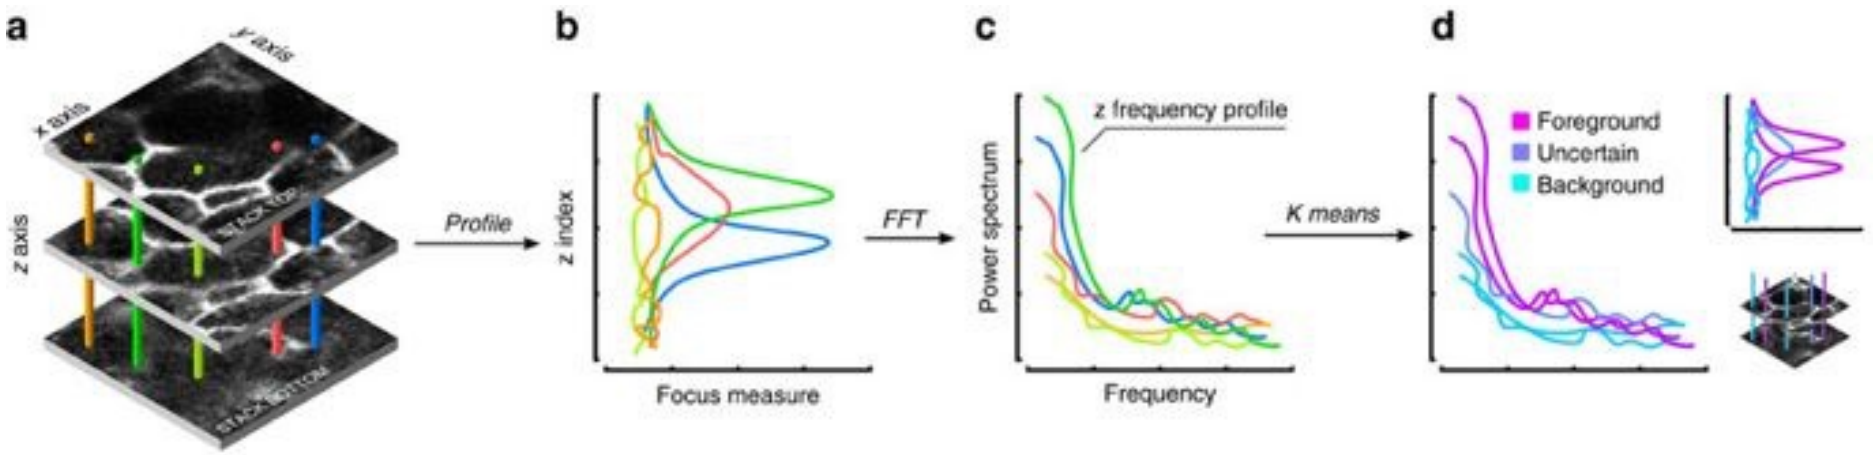 a
y axis
x axis
z axis
STACK TOP
STACK BOTTOM
Profile
b
z index
Focus measure
FFT
c
z frequency profile
Power spectrum
Frequency
K means
d
Foreground
Uncertain
Background